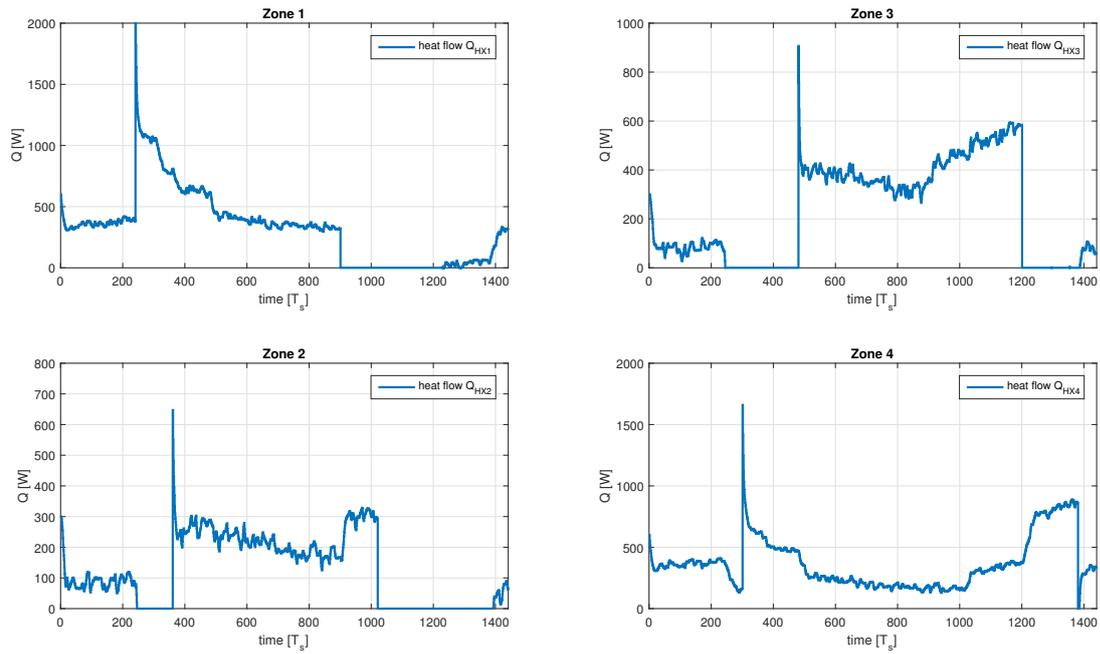 Zone 1
2000
1500
1000
500
0
Q [W]
heat flow Q_HX1
0 200 400 600 800 1000 1200 1400
time [T_s]
Zone 3
1000
800
600
400
200
0
Q [W]
heat flow Q_HX3
0 200 400 600 800 1000 1200 1400
time [T_s]
Zone 2
800
700
600
500
400
300
200
100
0
Q [W]
heat flow Q_HX2
0 200 400 600 800 1000 1200 1400
time [T_s]
Zone 4
2000
1500
1000
500
0
Q [W]
heat flow Q_HX4
0 200 400 600 800 1000 1200 1400
time [T_s]